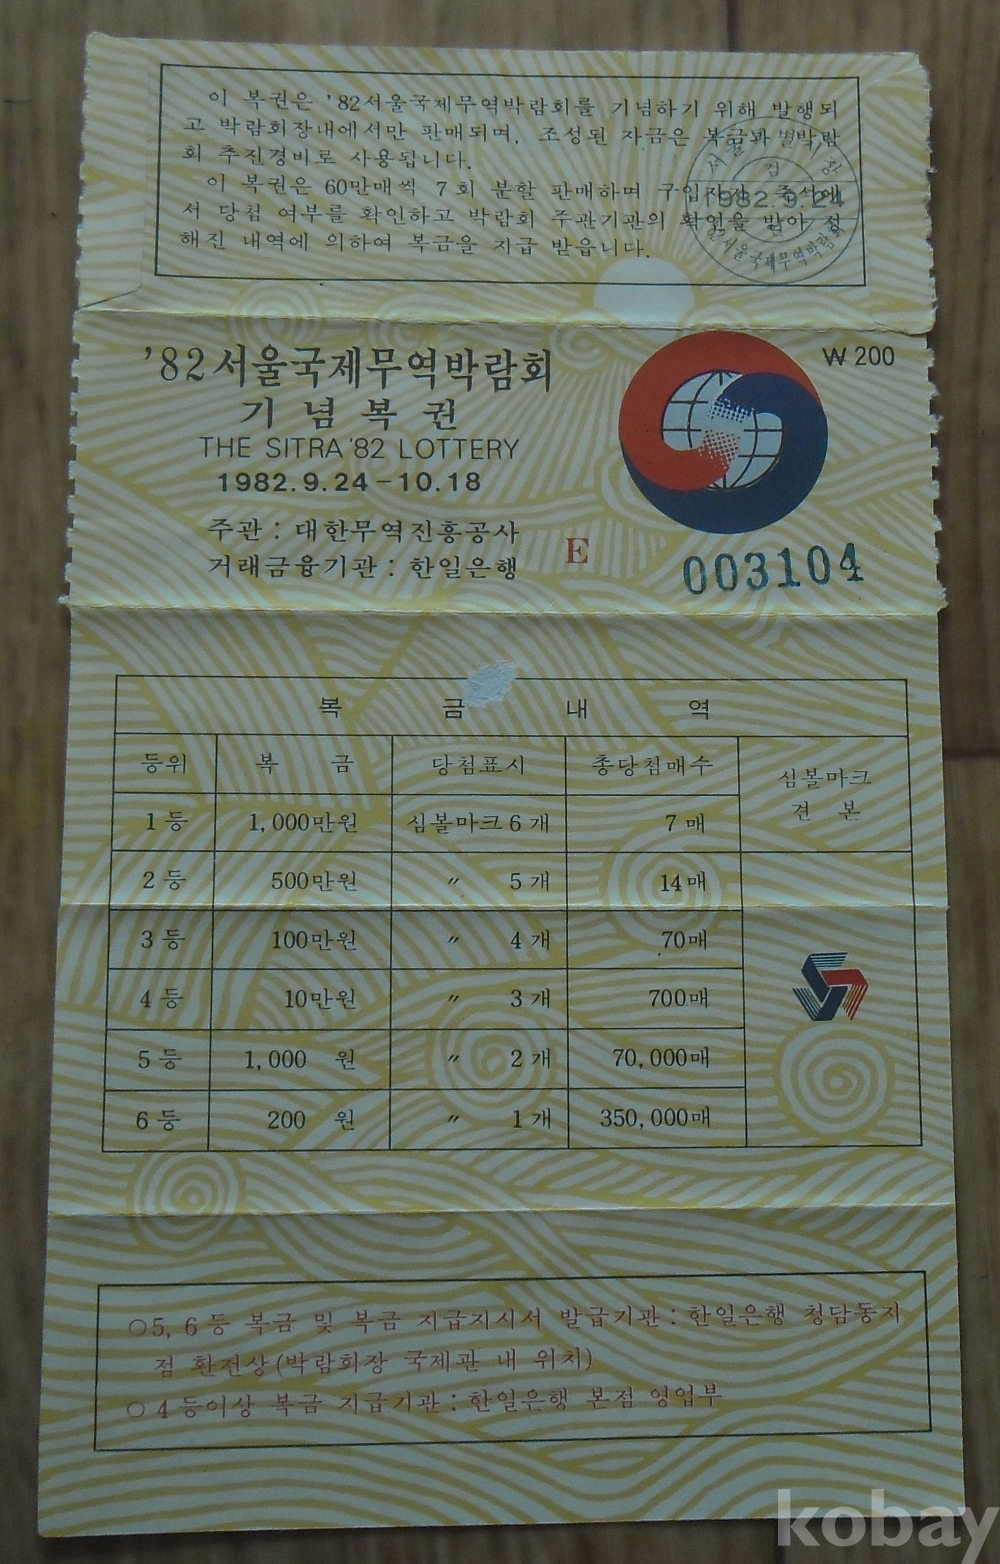 이 복권은 '82서울국제무역박람회를 기념하기 위해 발행되
고 박람회장내에서만 판매되며, 조성된 자금은 복금과 박람
회 추진경비로 사용됩니다.
이 복권은 60만매씩 7회 분할 판매하며 구입자가 즉석에
서 당첨 여부를 확인하고 박람회 주관기관의 확인을 받아 정
해진 내역에 의하여 복금을 지급 받읍니다.
1982.9.24
서울국제무역박람회
'82서울국제무역박람회
기념복권
THE SITRA '82 LOTTERY
1982.9.24-10.18
주관 : 대한무역진흥공사
거래금융기관 : 한일은행
E
₩200
003104
복 금 내 역
등위 복 금 당첨표시 총당첨매수 심볼마크
견 본
1등 1,000만원 심볼마크 6개 7매
2등 500만원 〃 5개 14매
3등 100만원 〃 4개 70매
4등 10만원 〃 3개 700매
5등 1,000 원 〃 2개 70,000매
6등 200 원 〃 1개 350,000매
○5, 6등 복금 및 복금 지급지시서 발급기관 : 한일은행 청담동지
점 환전상(박람회장 국제관 내 위치)
○4등이상 복금 지급기관 : 한일은행 본점 영업부
kobay